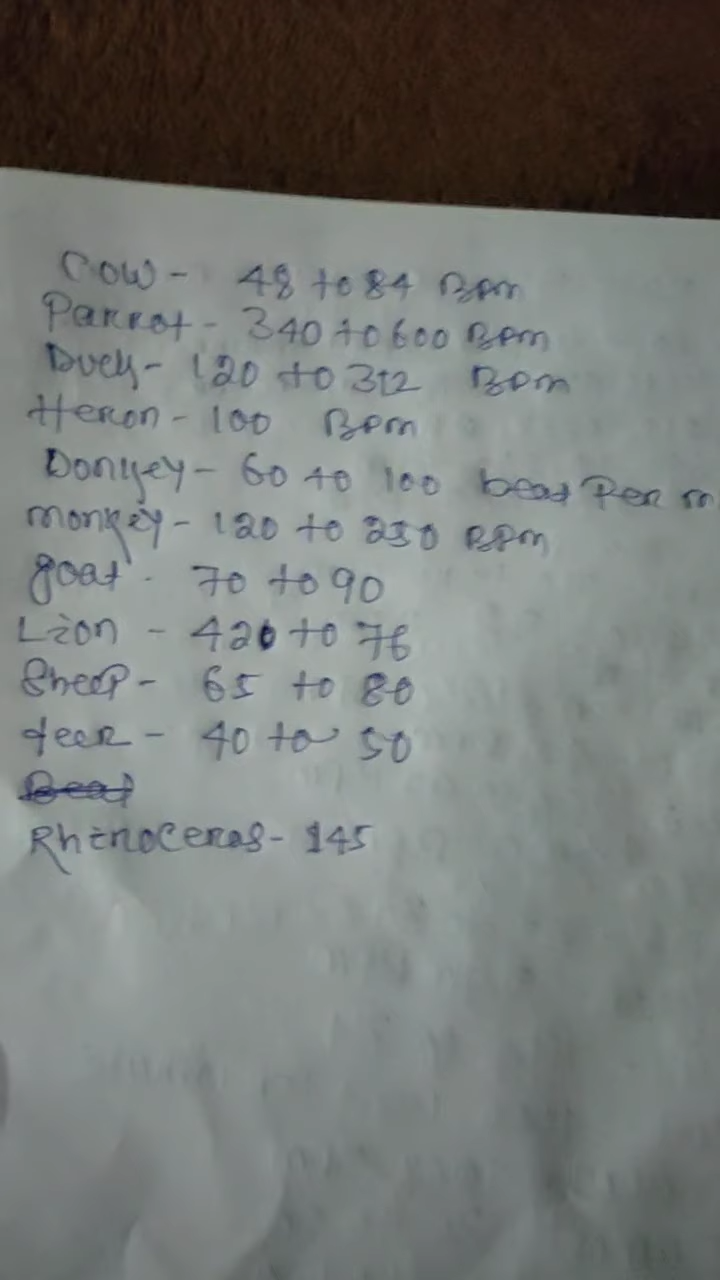 Cow - 48 to 84 Bpm
Parrot - 340 to 600 Bpm
Duck - 120 to 312 Bpm
Heron - 100 Bpm
Donkey - 60 to 100 beat Per m
monkey - 120 to 250 BPm
goat - 70 to 90
Lion - 420 to 76
Sheep - 65 to 80
deer - 40 to 50
Rhinoceros - 145